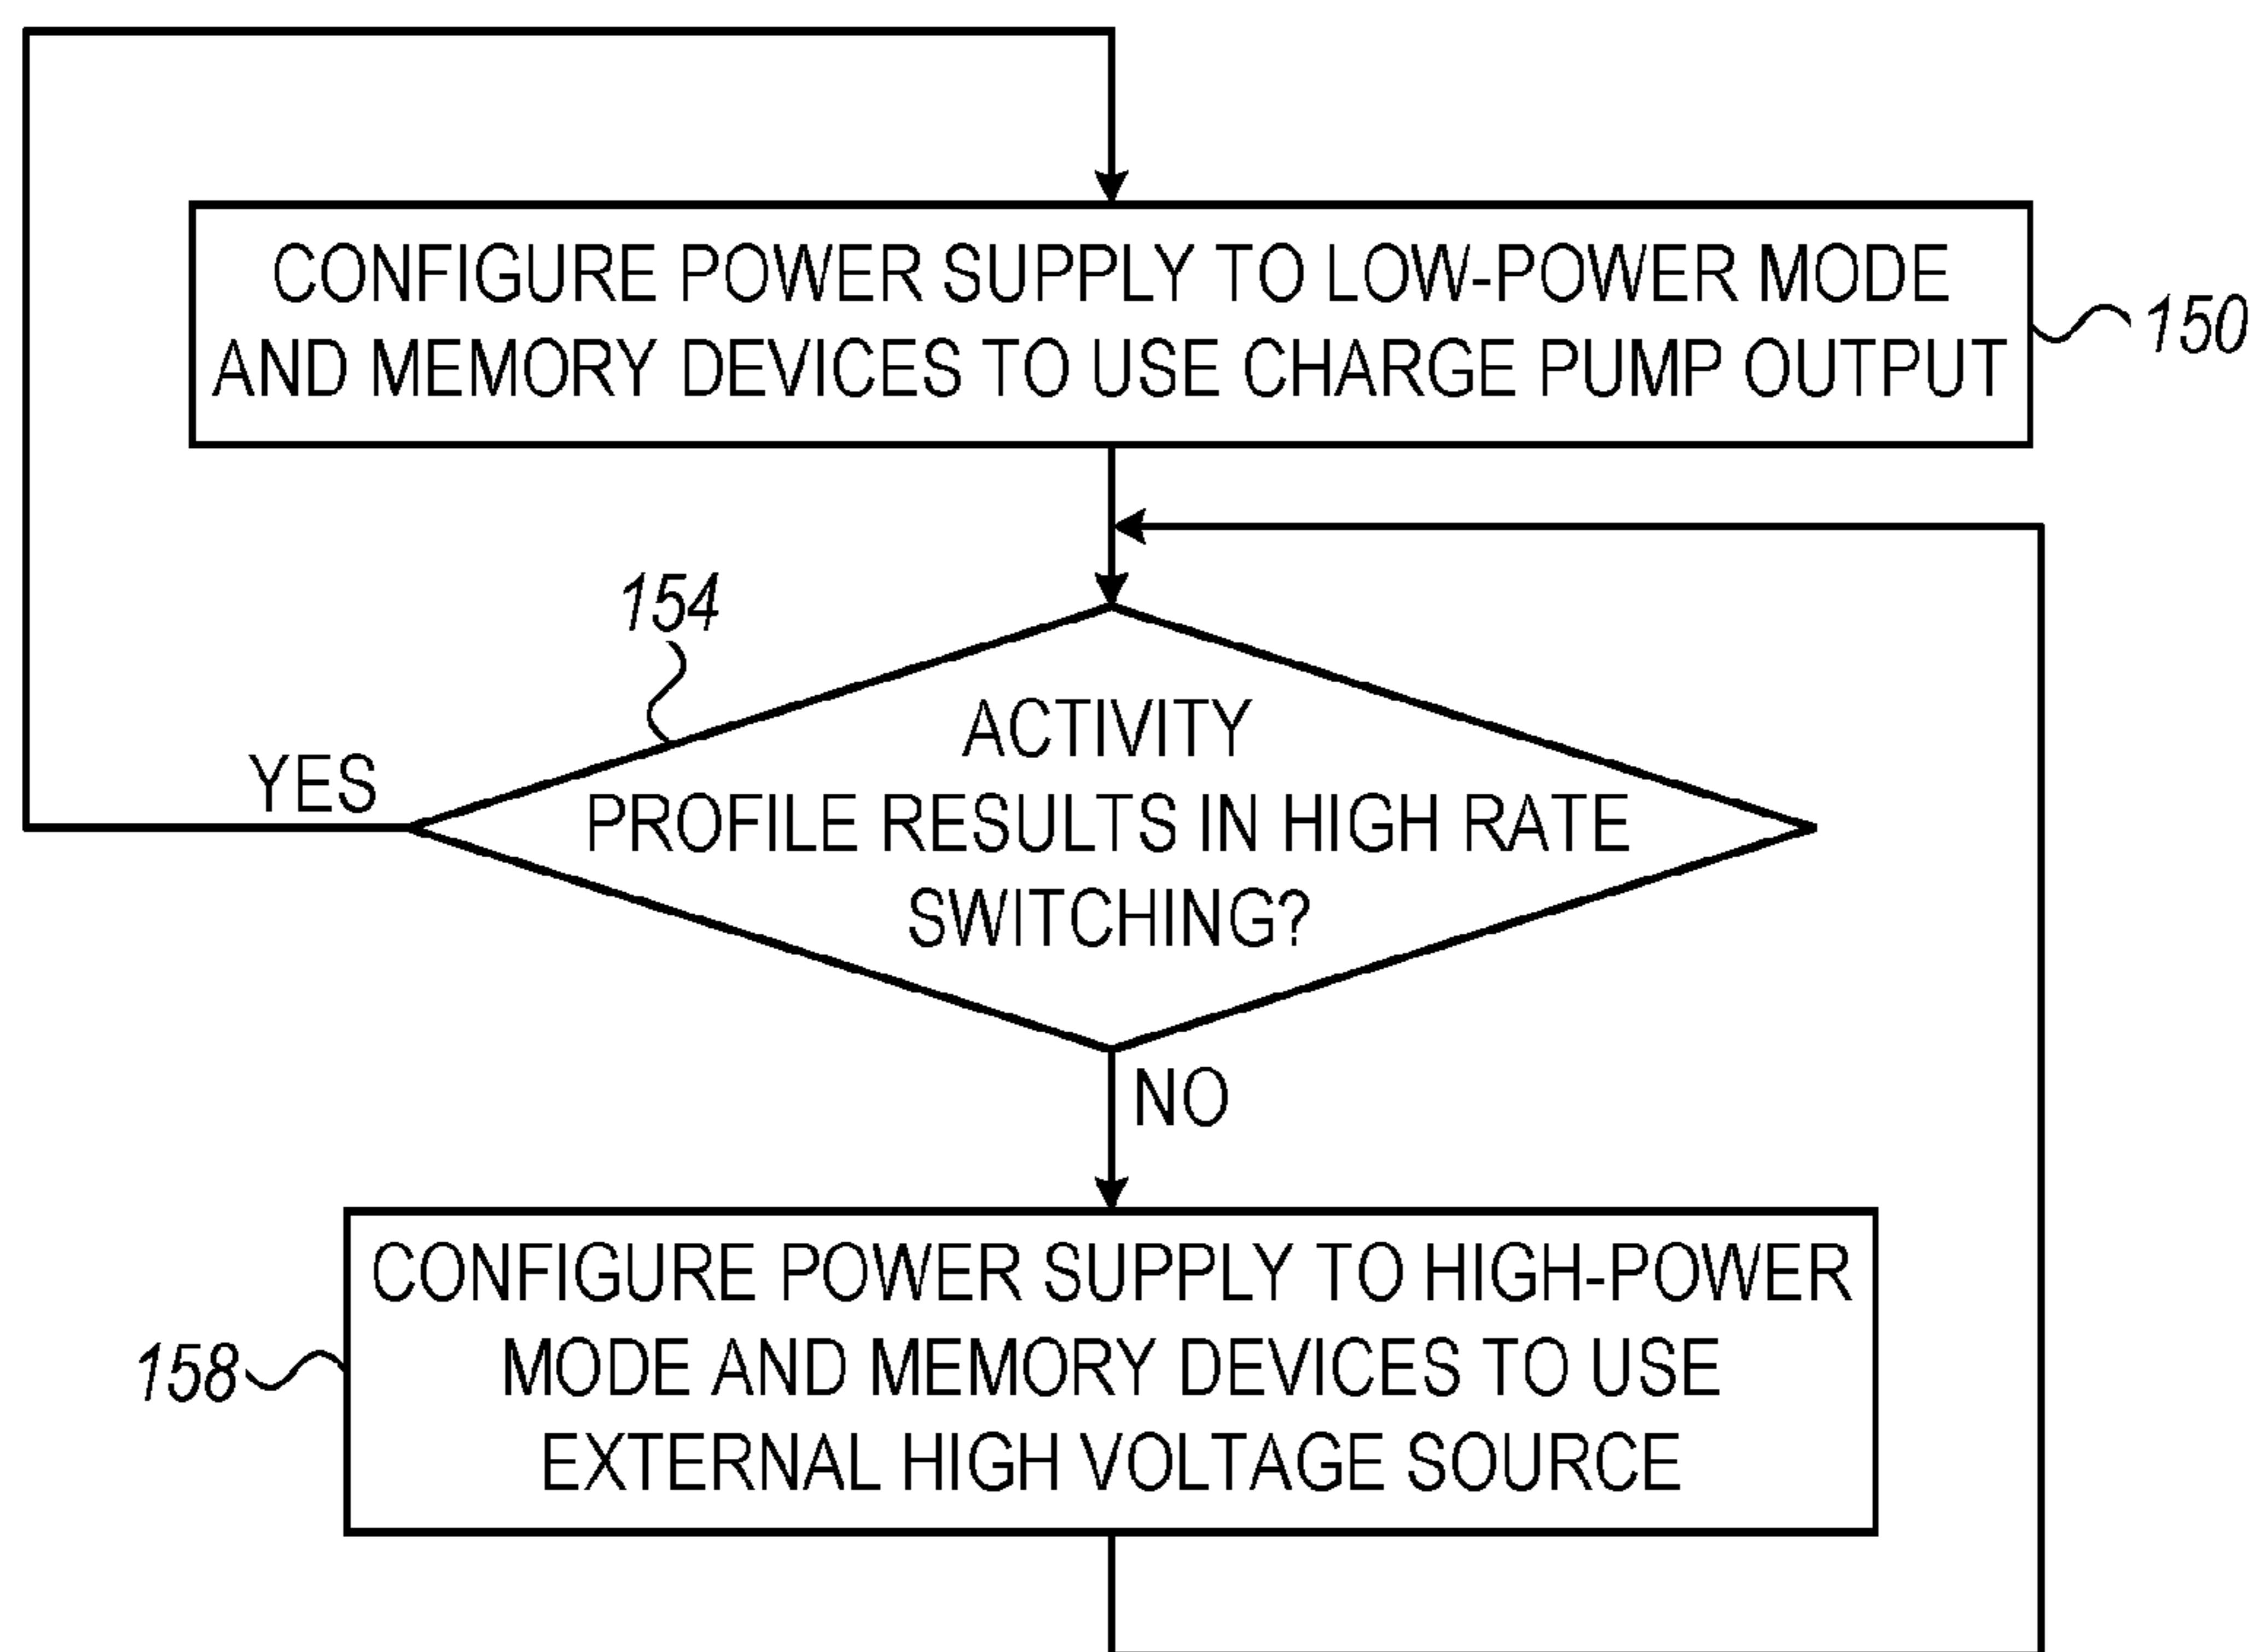 CONFIGURE POWER SUPPLY TO LOW-POWER MODE
AND MEMORY DEVICES TO USE CHARGE PUMP OUTPUT
150
154
ACTIVITY
PROFILE RESULTS IN HIGH RATE
SWITCHING?
YES
NO
CONFIGURE POWER SUPPLY TO HIGH-POWER
MODE AND MEMORY DEVICES TO USE
EXTERNAL HIGH VOLTAGE SOURCE
158